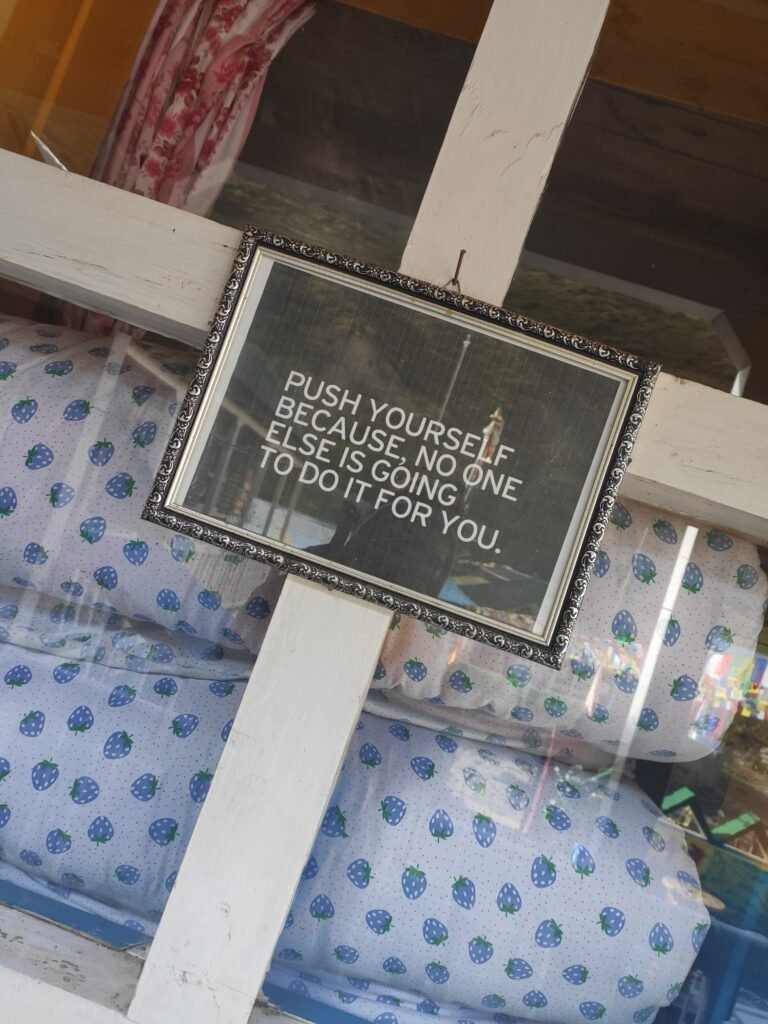 PUSH YOURSELF
BECAUSE, NO ONE
ELSE IS GOING
TO DO IT FOR YOU.